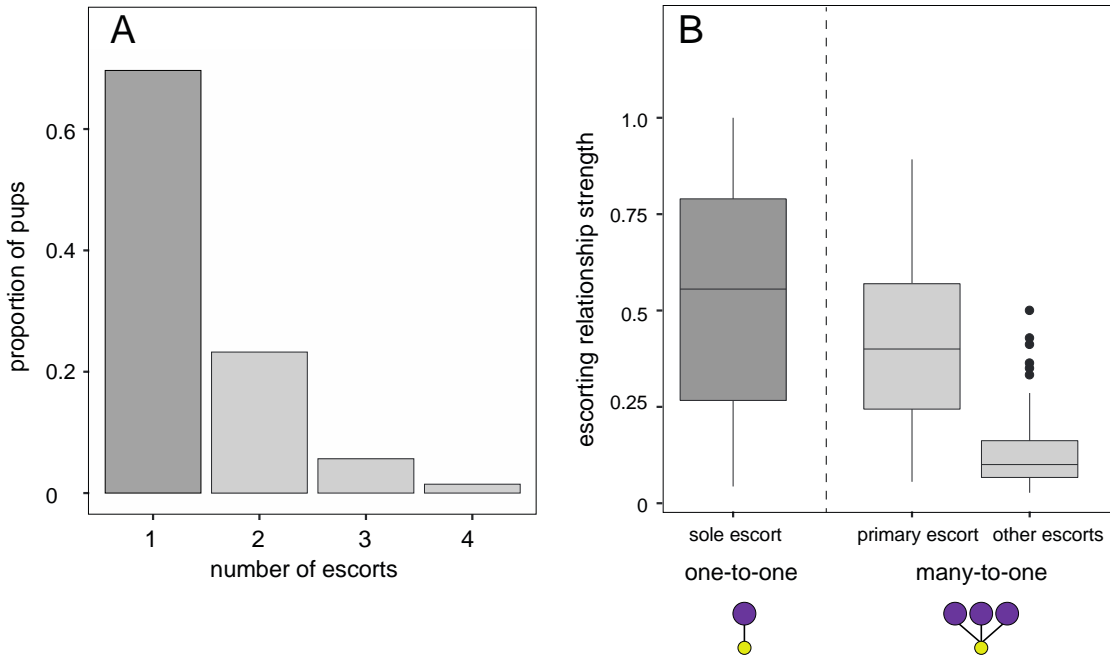 A
proportion of pups
0.6
0.4
0.2
0
1 2 3 4
number of escorts
B
escorting relationship strength
1.0
0.75
0.5
0.25
0
sole escort primary escort other escorts
one-to-one many-to-one